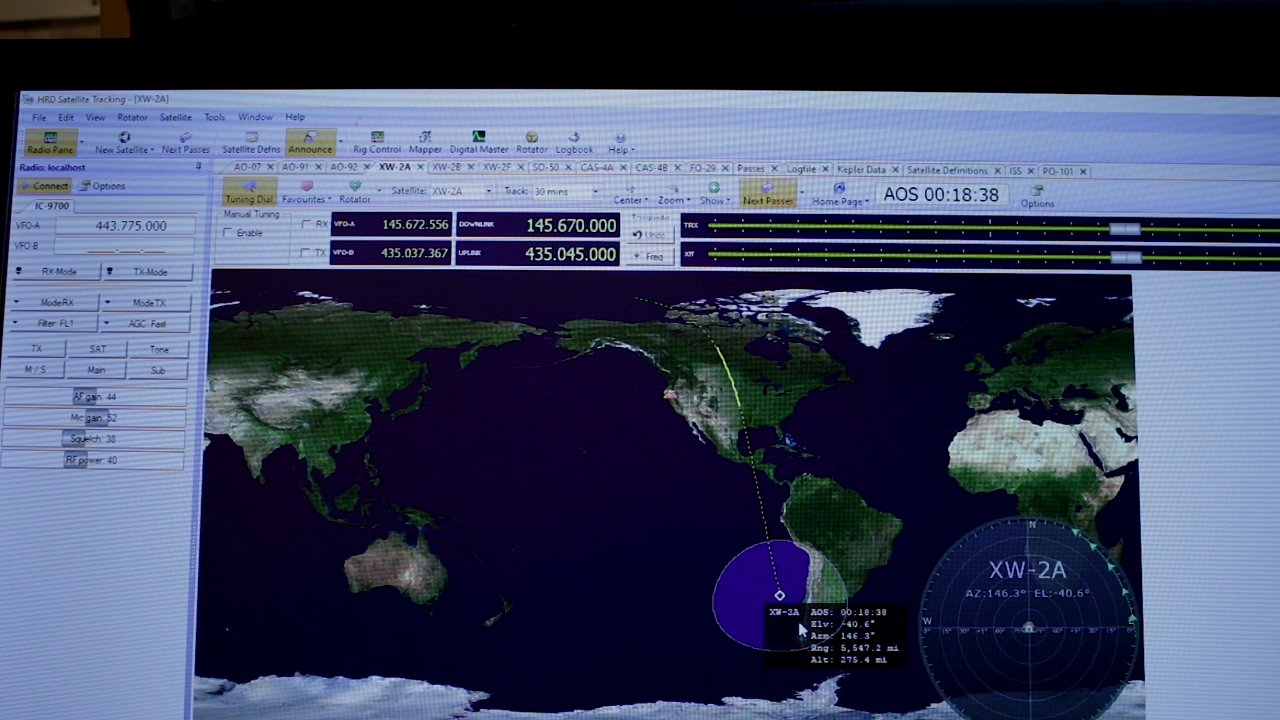 HRD Satellite Tracking - [XW-2A]
File Edit View Rotator Satellite Tools Window Help
Radio Pane New Satellite Next Passes Satellite Defns Announce Rig Control Mapper Digital Master Rotator Logbook Help
Radio: localhost
AO-07 AO-91 AO-92 XW-2A XW-2B XW-2F SO-50 CAS-4A CAS-4B FO-29 Passes Logfile Kepler Data Satellite Definitions ISS PO-101
Connect Options
Tuning Dial Favourites Rotator Satellite: XW-2A Track: 30 mins Center Zoom Show Next Passes Home Page AOS 00:18:38 Options
IC-9700
Manual Tuning
Enable
VFO-A 443.775.000
VFO-B
RX VFO-A 145.672.556 DOWNLINK 145.670.000 Undo TRX
TX VFO-B 435.037.367 UPLINK 435.045.000 Freq XIT
RX-Mode TX-Mode
ModeRX ModeTX
Filter: FL1 AGC: Fast
TX SAT Tone
M / S Main Sub
AF gain: 44
Mic gain: 52
Squelch: 38
RF power: 40
N
XW-2A
AZ:146.3° EL:-40.6°
W
XW-2A AOS: 00:18:38
Elv: -40.6°
Azm: 146.3°
Rng: 5,547.2 mi
Alt: 275.4 mi